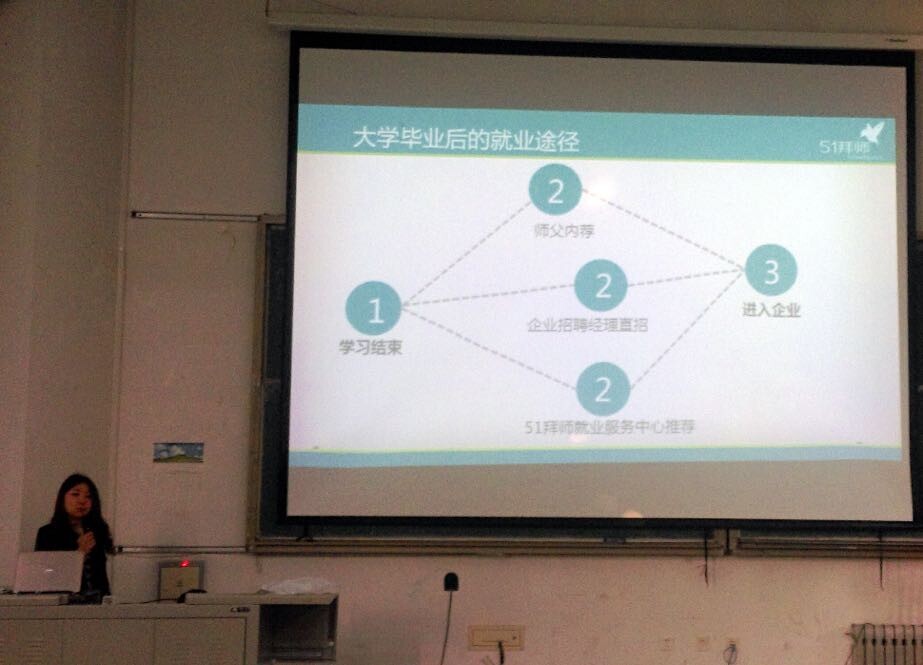 大学毕业后的就业途径
51拜师
2
师父内荐
1
学习结束
2
企业招聘经理直招
3
进入企业
2
51拜师就业服务中心推荐